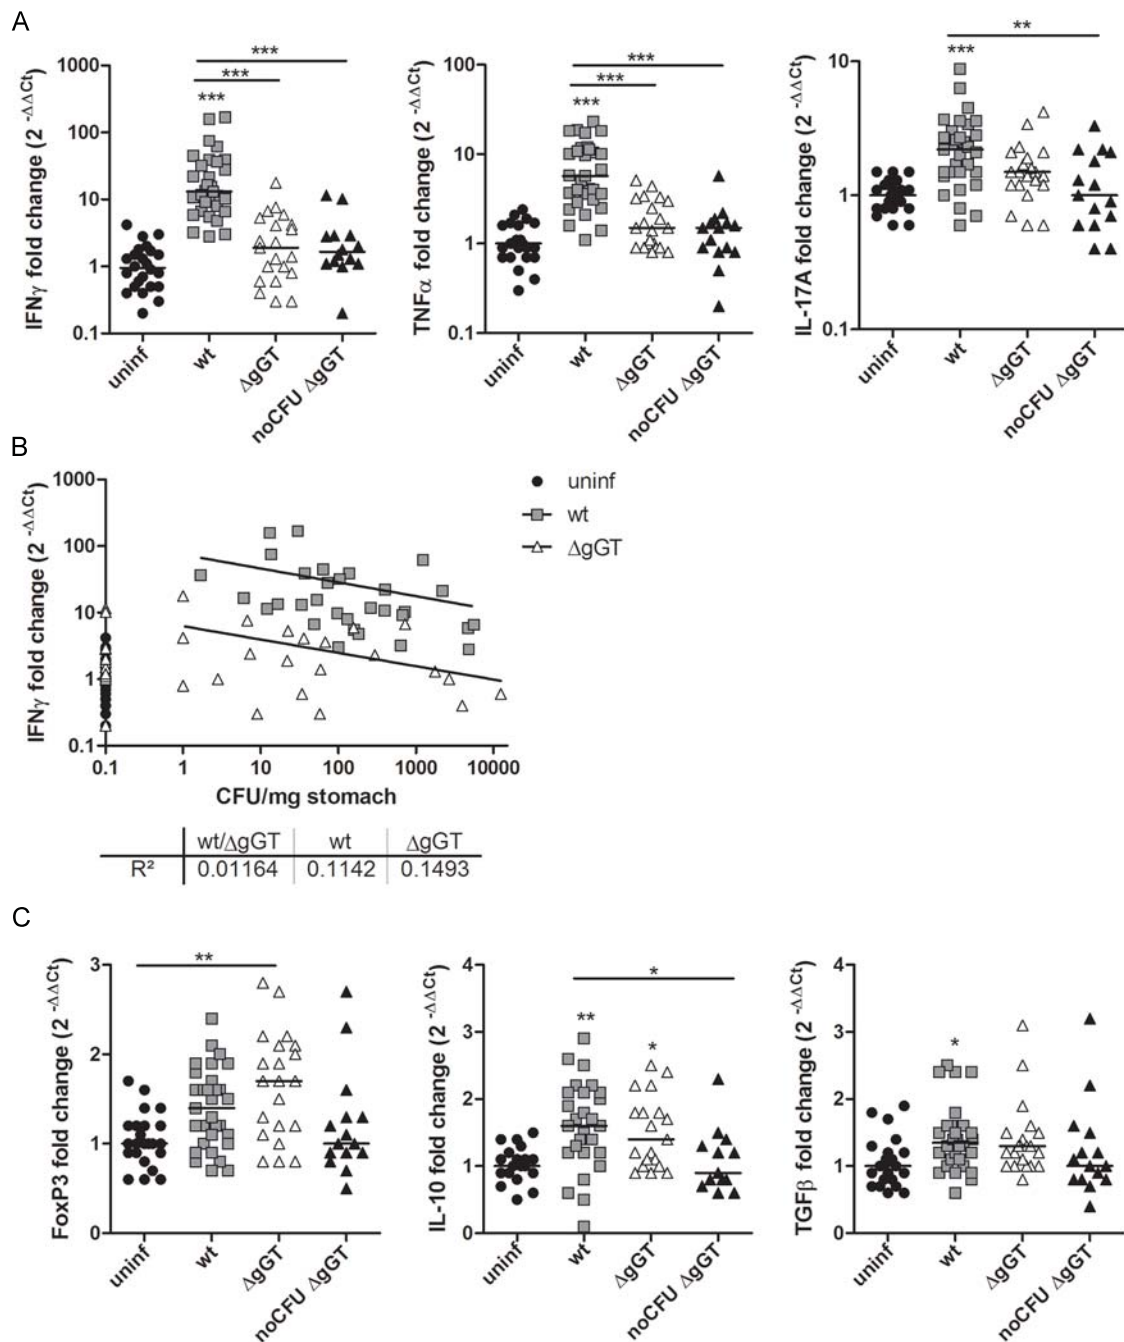 A
IFNγ fold change (2 -ΔΔCt)
1000
100
10
1
0.1
***
***
***
uninf
wt
ΔgGT
noCFU ΔgGT
TNFα fold change (2 -ΔΔCt)
100
10
1
0.1
***
***
***
uninf
wt
ΔgGT
noCFU ΔgGT
IL-17A fold change (2 -ΔΔCt)
10
1
0.1
**
***
uninf
wt
ΔgGT
noCFU ΔgGT
B
IFNγ fold change (2 -ΔΔCt)
1000
100
10
1
0.1
0.1 1 10 100 1000 10000
CFU/mg stomach
uninf
wt
ΔgGT
wt/ΔgGT wt ΔgGT
R² 0.01164 0.1142 0.1493
C
FoxP3 fold change (2 -ΔΔCt)
3
2
1
0
**
uninf
wt
ΔgGT
noCFU ΔgGT
IL-10 fold change (2 -ΔΔCt)
4
3
2
1
0
*
**
*
uninf
wt
ΔgGT
noCFU ΔgGT
TGFβ fold change (2 -ΔΔCt)
4
3
2
1
0
*
uninf
wt
ΔgGT
noCFU ΔgGT